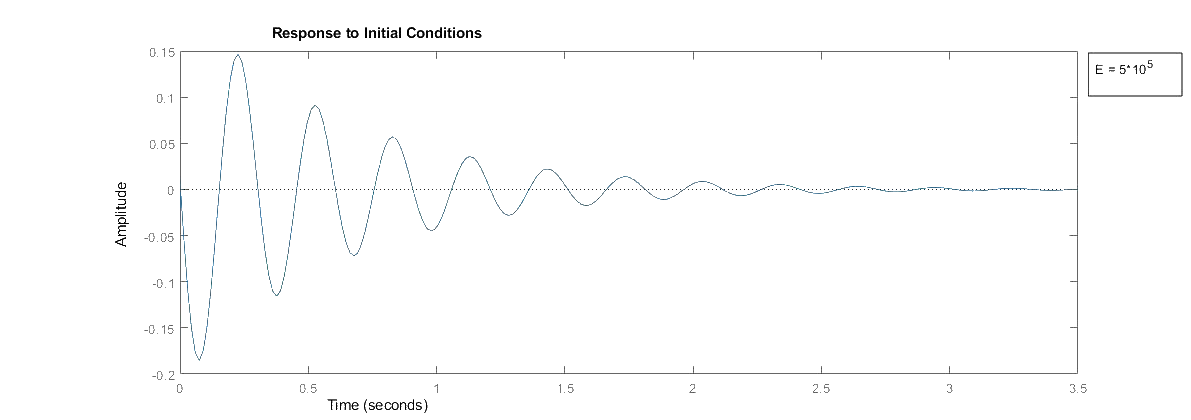 Response to Initial Conditions
E = 5*10^5
0.15
0.1
0.05
0
-0.05
-0.1
-0.15
-0.2
Amplitude
0 0.5 1 1.5 2 2.5 3 3.5
Time (seconds)